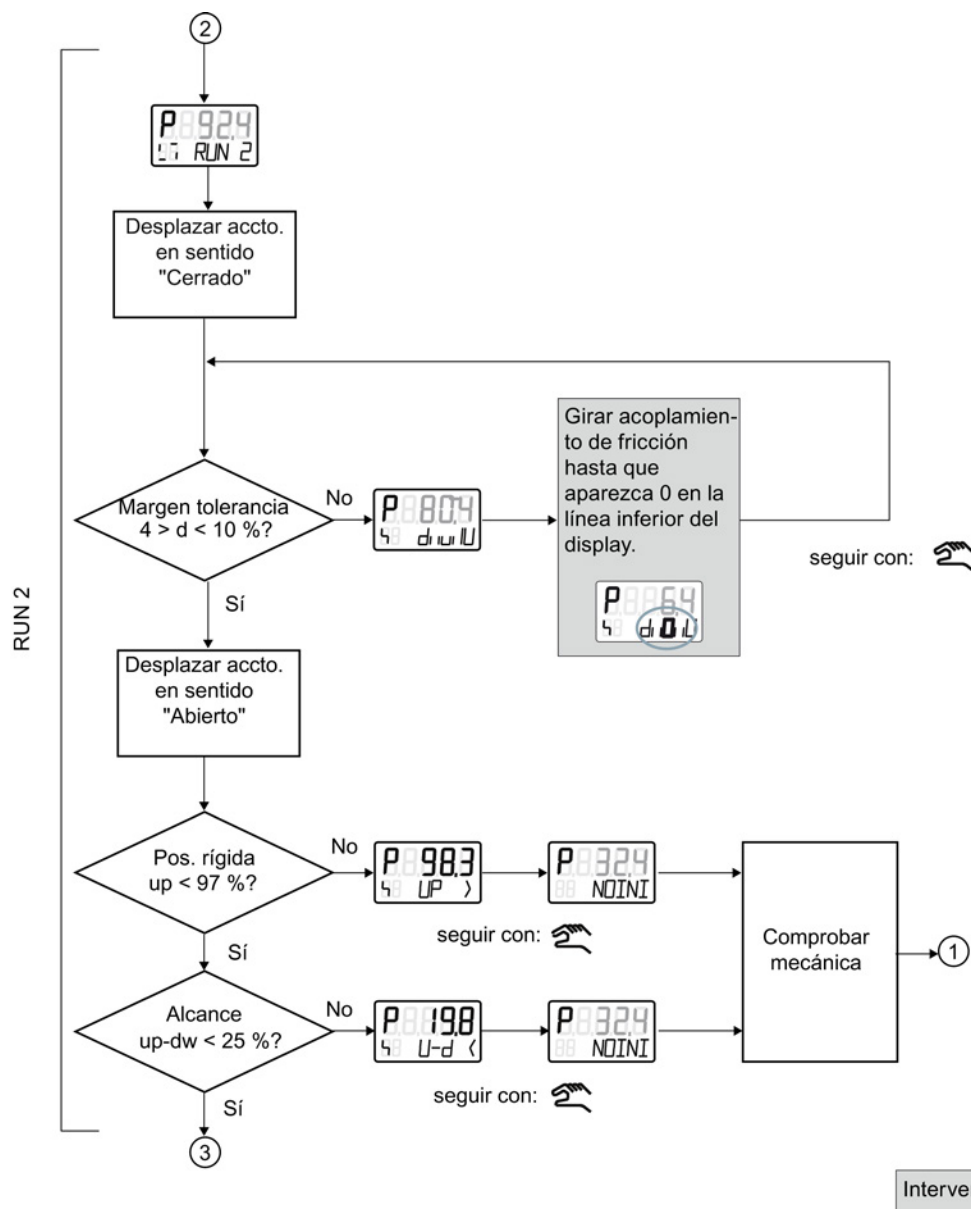 2
P 92.4
RUN 2
Desplazar accto.
en sentido
"Cerrado"
Margen tolerancia
4 > d < 10 %?
No
P 80.4
Girar acoplamien-
to de fricción
hasta que
aparezca 0 en la
línea inferior del
display.
P 6.4
0
seguir con:
Sí
RUN 2
Desplazar accto.
en sentido
"Abierto"
Pos. rígida
up < 97 %?
No
P 98.3
UP >
P 32.4
NOINI
seguir con:
Comprobar
mecánica
1
Sí
Alcance
up-dw < 25 %?
No
P 19.8
U-d <
P 32.4
NOINI
seguir con:
Sí
3